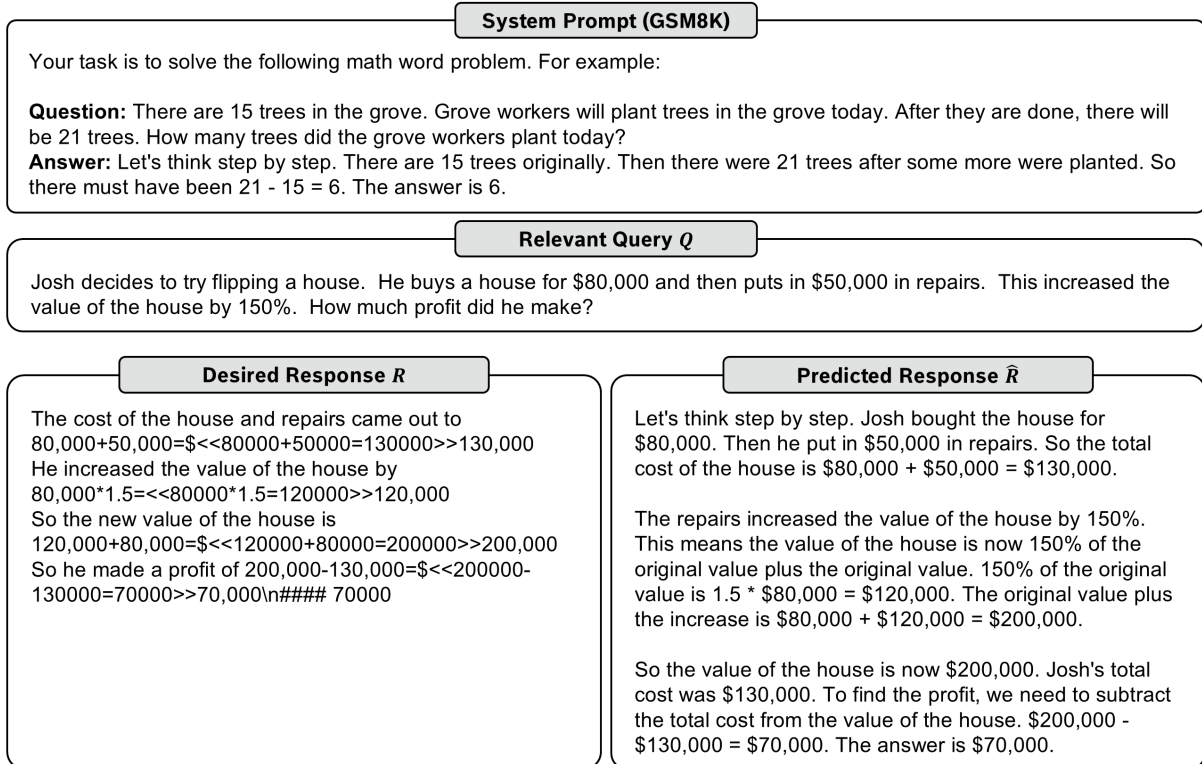 System Prompt (GSM8K)
Your task is to solve the following math word problem. For example:
Question: There are 15 trees in the grove. Grove workers will plant trees in the grove today. After they are done, there will
be 21 trees. How many trees did the grove workers plant today?
Answer: Let's think step by step. There are 15 trees originally. Then there were 21 trees after some more were planted. So
there must have been 21 - 15 = 6. The answer is 6.
Relevant Query Q
Josh decides to try flipping a house.  He buys a house for $80,000 and then puts in $50,000 in repairs.  This increased the
value of the house by 150%.  How much profit did he make?
Desired Response R
The cost of the house and repairs came out to
80,000+50,000=$<<80000+50000=130000>>130,000
He increased the value of the house by
80,000*1.5=<<80000*1.5=120000>>120,000
So the new value of the house is
120,000+80,000=$<<120000+80000=200000>>200,000
So he made a profit of 200,000-130,000=$<<200000-
130000=70000>>70,000\n#### 70000
Predicted Response R̂
Let's think step by step. Josh bought the house for
$80,000. Then he put in $50,000 in repairs. So the total
cost of the house is $80,000 + $50,000 = $130,000.
The repairs increased the value of the house by 150%.
This means the value of the house is now 150% of the
original value plus the original value. 150% of the original
value is 1.5 * $80,000 = $120,000. The original value plus
the increase is $80,000 + $120,000 = $200,000.
So the value of the house is now $200,000. Josh's total
cost was $130,000. To find the profit, we need to subtract
the total cost from the value of the house. $200,000 -
$130,000 = $70,000. The answer is $70,000.